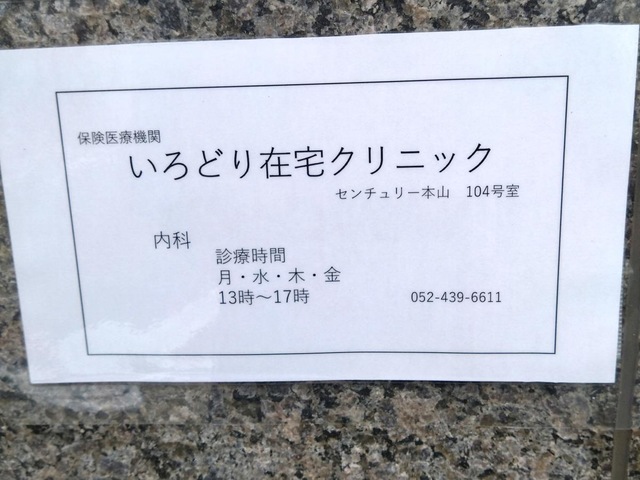 保険医療機関
いろどり在宅クリニック
センチュリー本山　104号室
内科
診療時間
月・水・木・金
13時～17時
052-439-6611